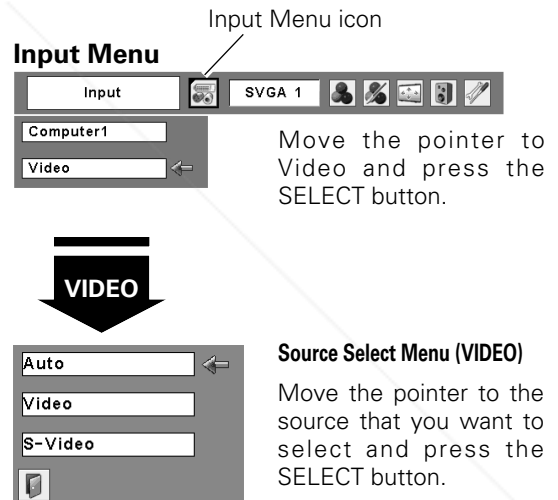 Input Menu icon
Input Menu
Input
SVGA 1
Computer1
Video
Move the pointer to
Video and press the
SELECT button.
VIDEO
Auto
Video
S-Video
Source Select Menu (VIDEO)
Move the pointer to the
source that you want to
select and press the
SELECT button.